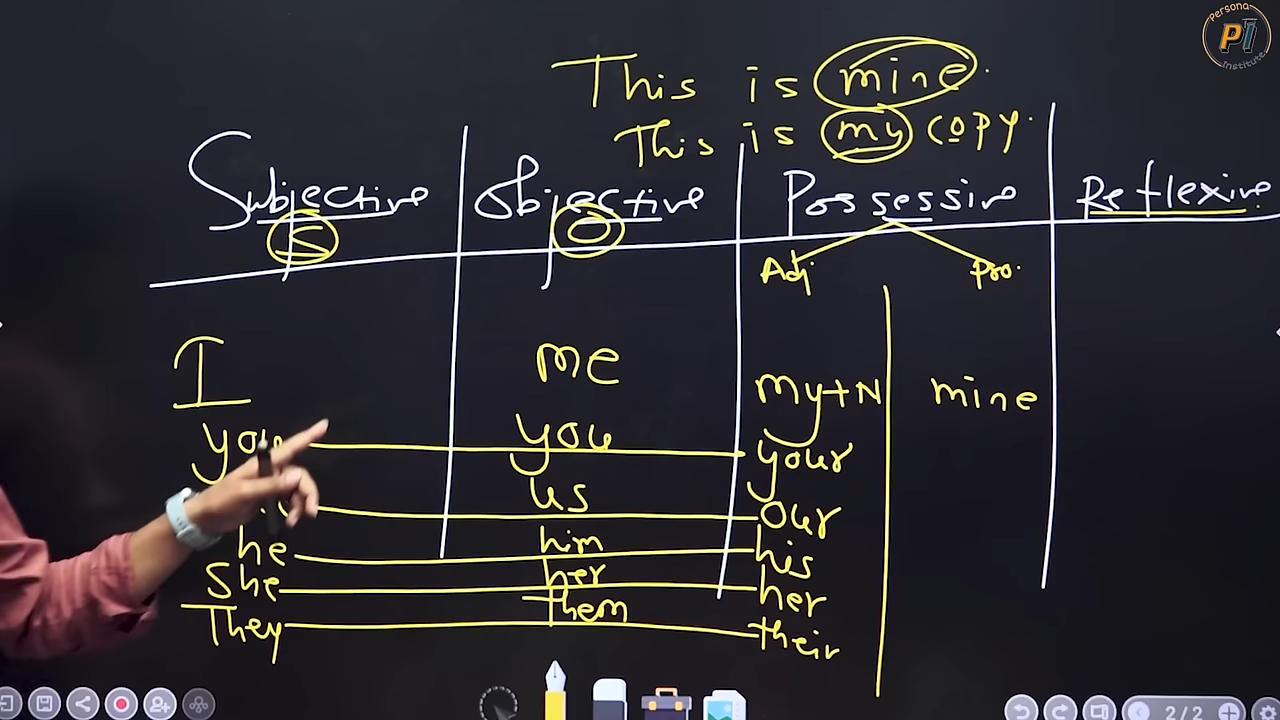 Persona
PI
Institute
This is mine.
This is my copy.
Subjective Objective Possessive Reflexive
S O
Adj Pro.
I me my+N mine
you you your
us our
he him his
She her her
They them their
2/2